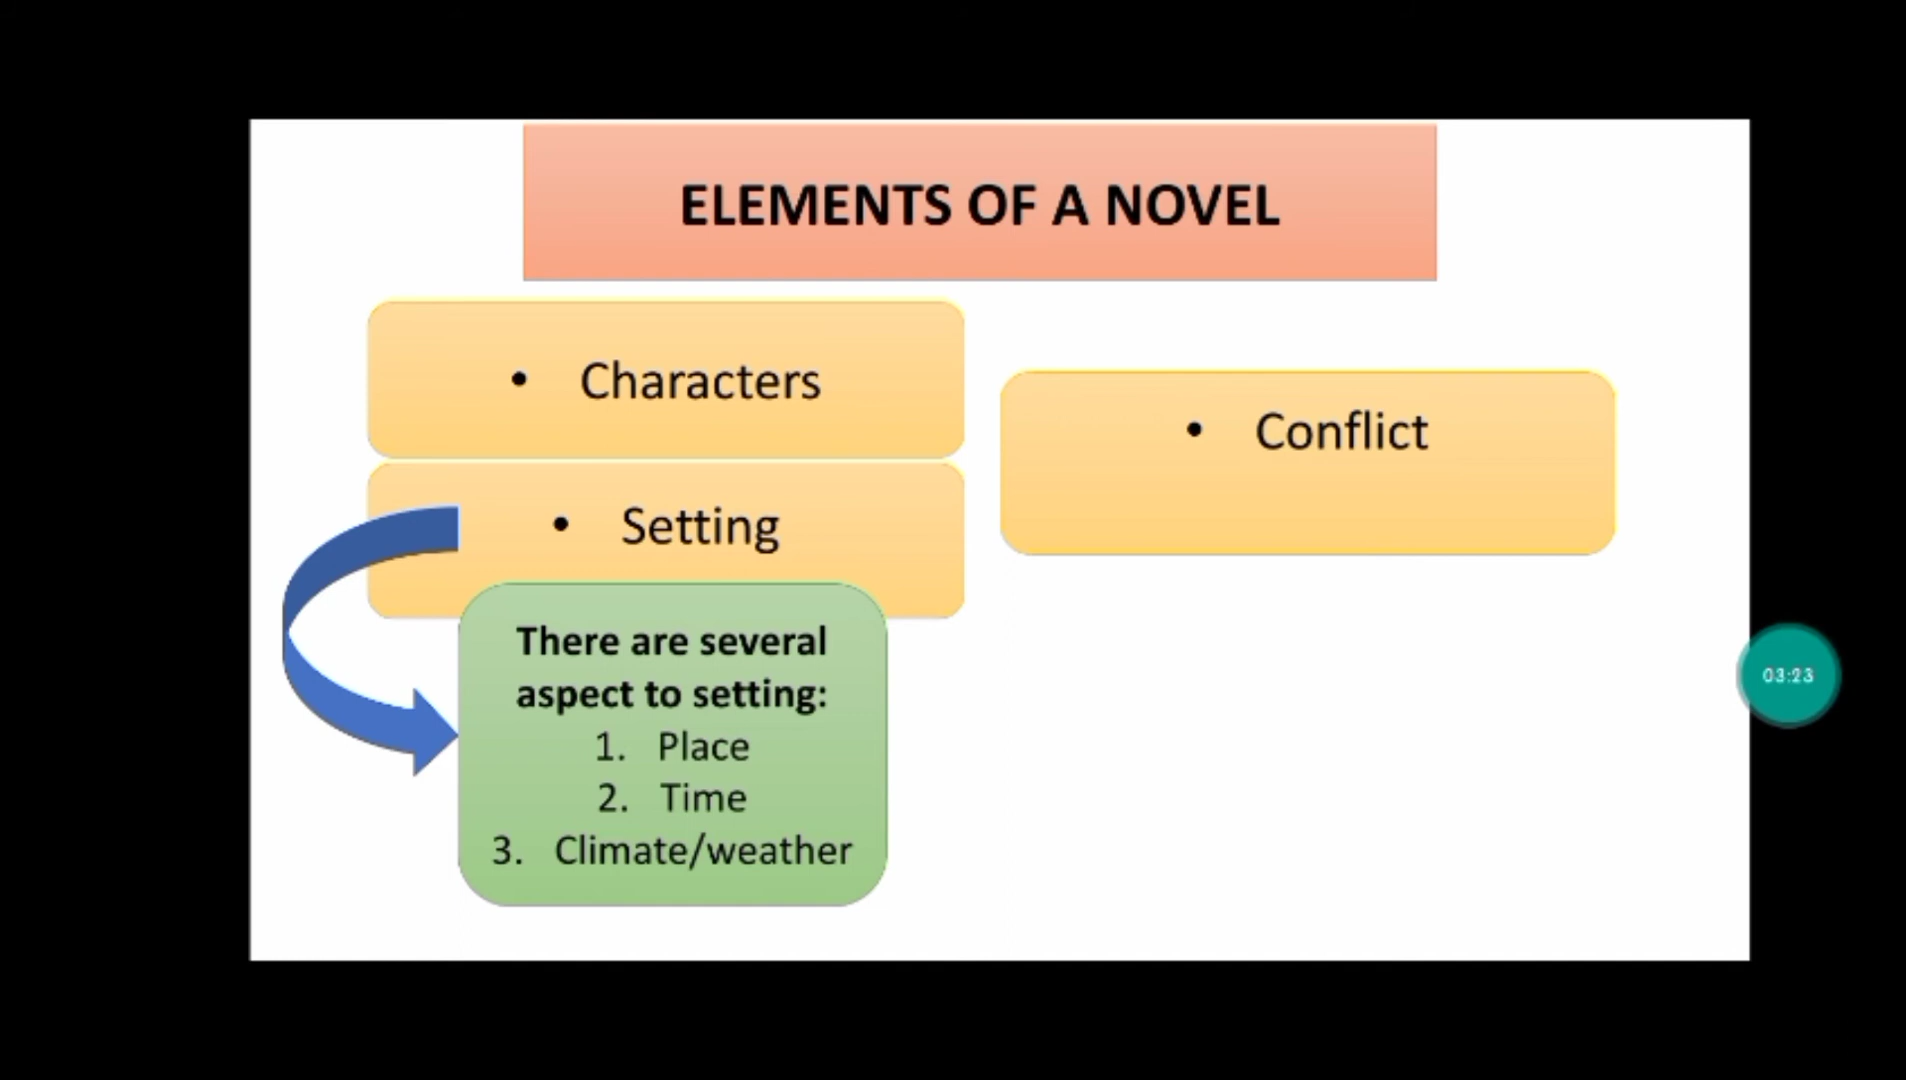 ELEMENTS OF A NOVEL
• Characters
• Setting
There are several
aspect to setting:
1. Place
2. Time
3. Climate/weather
• Conflict
03:23